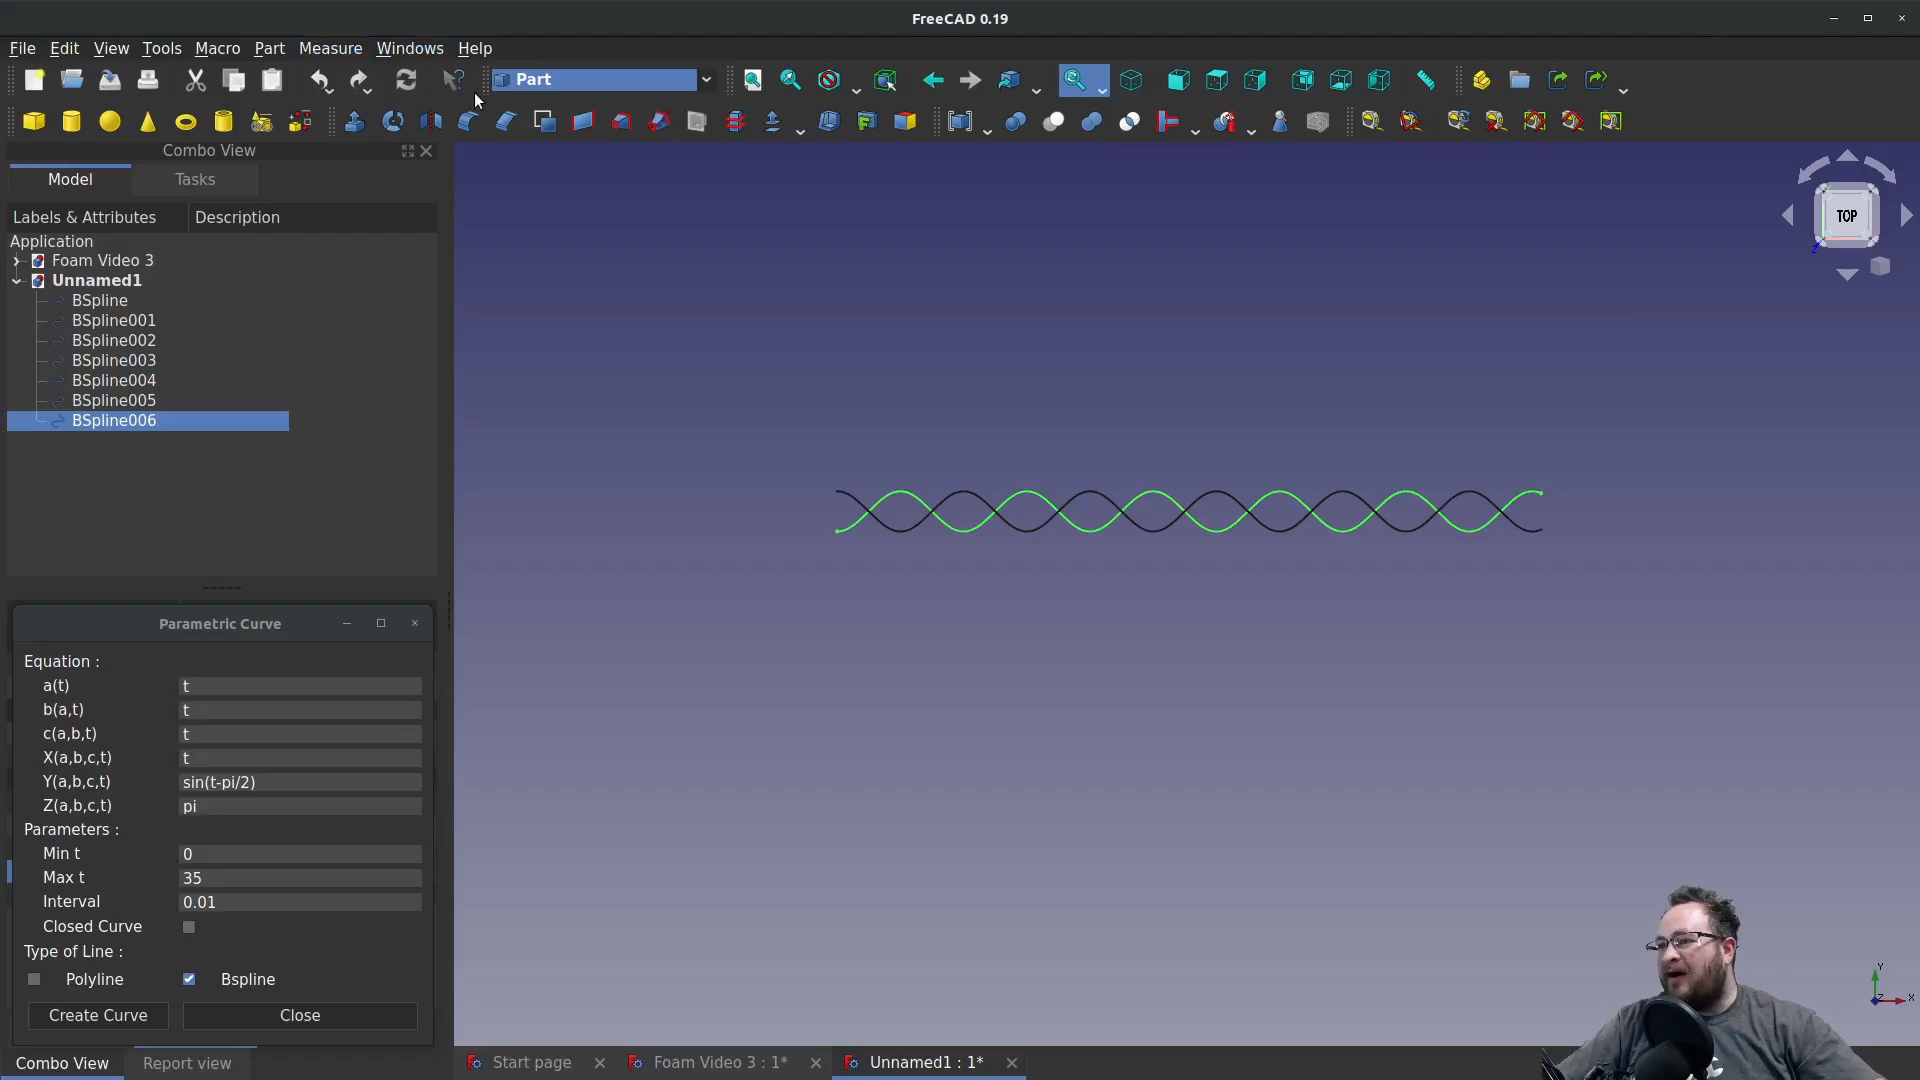 FreeCAD 0.19
File Edit View Tools Macro Part Measure Windows Help
Part
Combo View
Model Tasks
Labels & Attributes Description
Application
Foam Video 3
Unnamed1
BSpline
BSpline001
BSpline002
BSpline003
BSpline004
BSpline005
BSpline006
TOP
Parametric Curve
Equation :
a(t) t
b(a,t) t
c(a,b,t) t
X(a,b,c,t) t
Y(a,b,c,t) sin(t-pi/2)
Z(a,b,c,t) pi
Parameters :
Min t 0
Max t 35
Interval 0.01
Closed Curve
Type of Line :
Polyline Bspline
Create Curve Close
Y
Z X
Combo View Report view Start page Foam Video 3 : 1* Unnamed1 : 1*